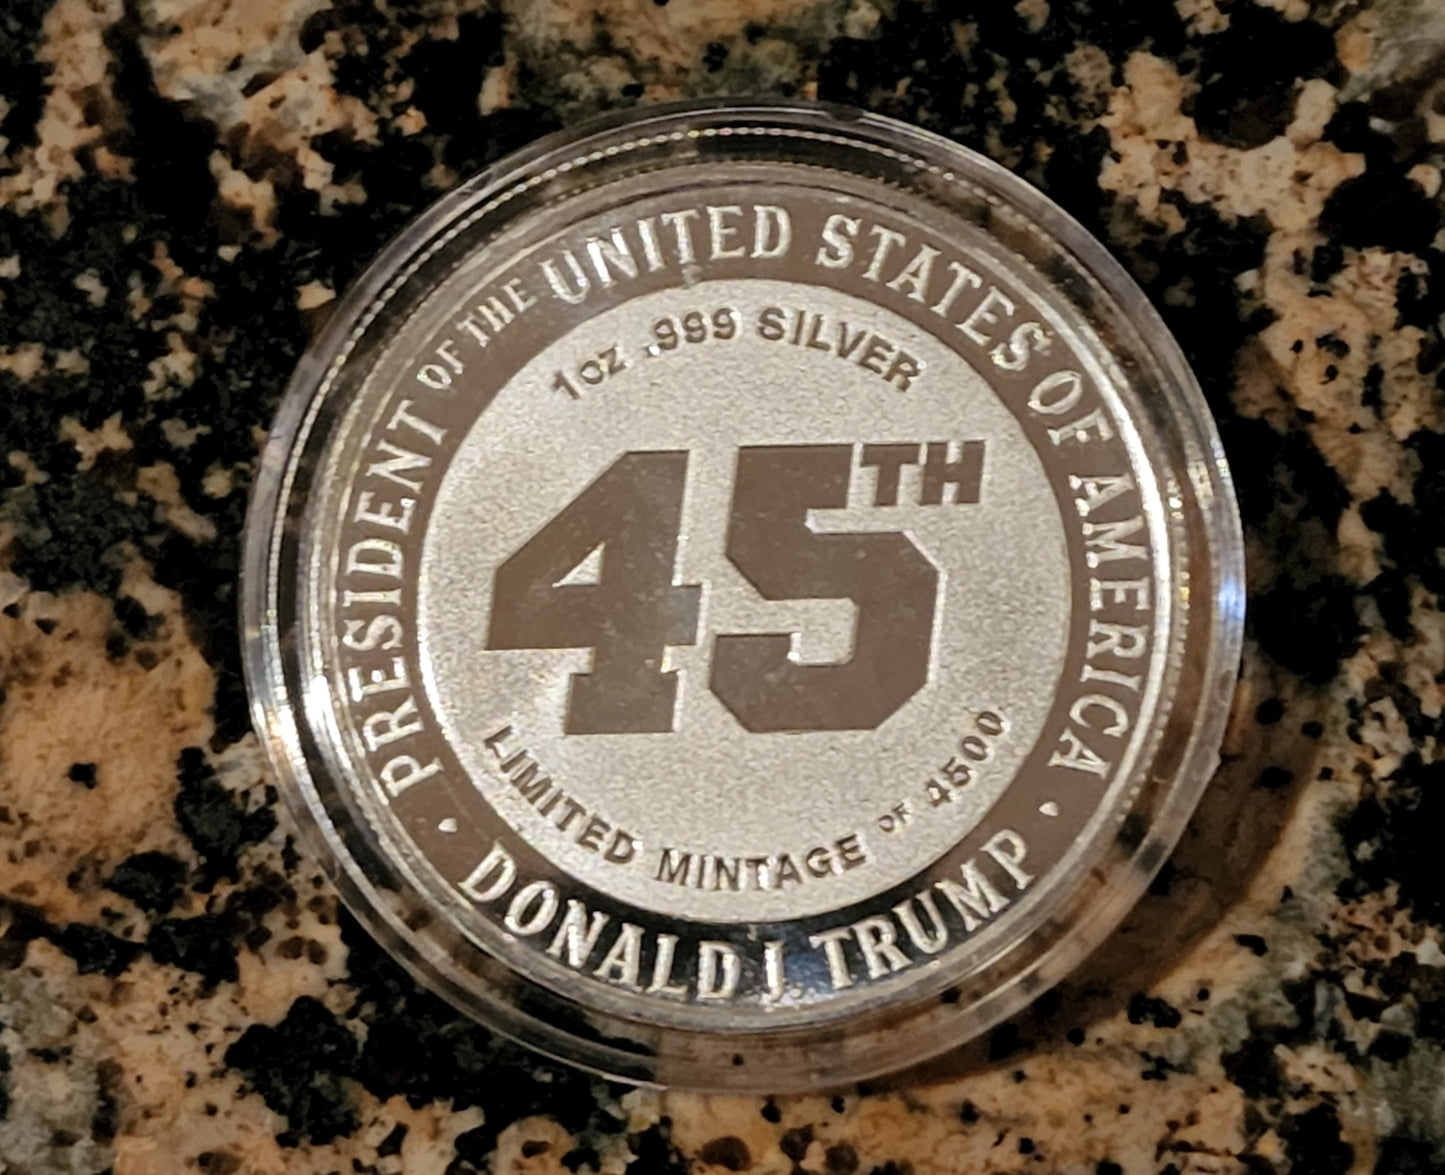 PRESIDENT OF THE UNITED STATES OF AMERICA
1oz .999 SILVER
45TH
LIMITED MINTAGE OF 4500
• DONALD J. TRUMP •